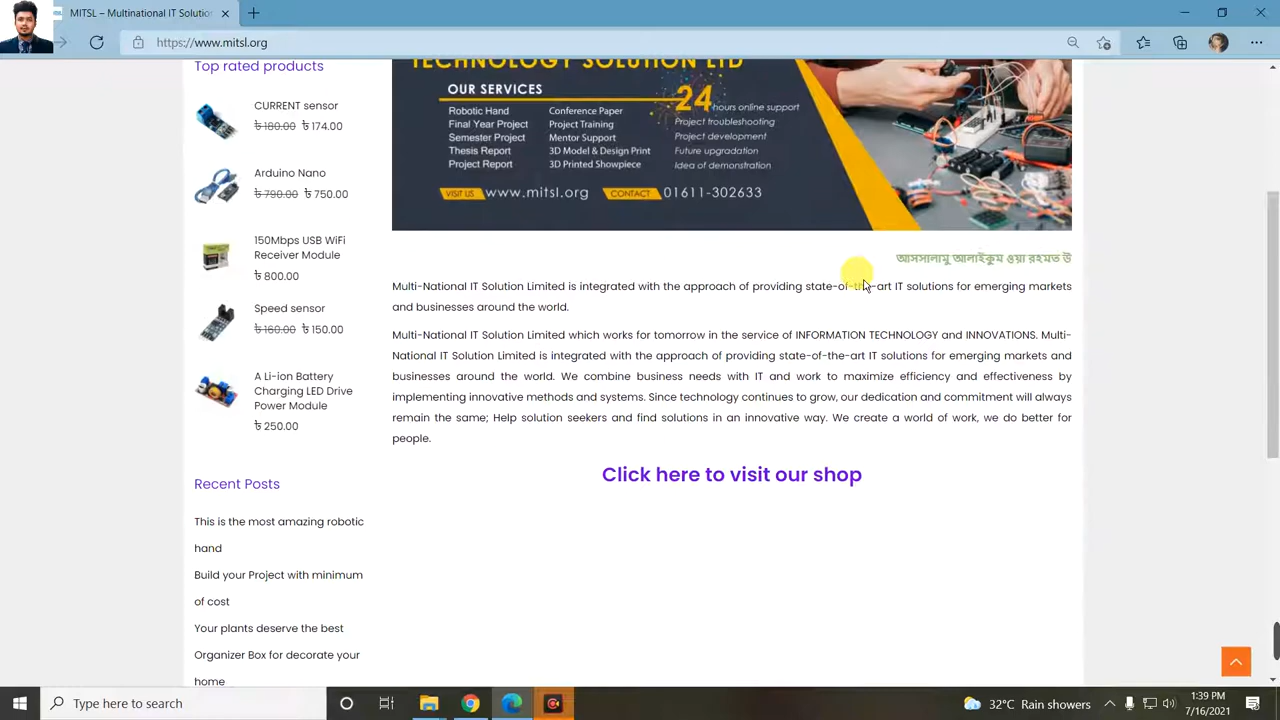 MITSL – Multinational IT Solution
https://www.mitsl.org
Top rated products
CURRENT sensor
৳ 180.00 ৳ 174.00
Arduino Nano
৳ 790.00 ৳ 750.00
150Mbps USB WiFi
Receiver Module
৳ 800.00
Speed sensor
৳ 160.00 ৳ 150.00
A Li-ion Battery
Charging LED Drive
Power Module
৳ 250.00
Recent Posts
This is the most amazing robotic
hand
Build your Project with minimum
of cost
Your plants deserve the best
Organizer Box for decorate your
home
TECHNOLOGY SOLUTION LTD
OUR SERVICES
Robotic Hand
Final Year Project
Semester Project
Thesis Report
Project Report
Conference Paper
Project Training
Mentor Support
3D Model & Design Print
3D Printed Showpiece
24 hours online support
Project troubleshooting
Project development
Future upgradation
Idea of demonstration
VISIT US www.mitsl.org CONTACT 01611-302633
আসসালামু আলাইকুম ওয়া রহমত উ
Multi-National IT Solution Limited is integrated with the approach of providing state-of-the-art IT solutions for emerging markets
and businesses around the world.
Multi-National IT Solution Limited which works for tomorrow in the service of INFORMATION TECHNOLOGY and INNOVATIONS. Multi-
National IT Solution Limited is integrated with the approach of providing state-of-the-art IT solutions for emerging markets and
businesses around the world. We combine business needs with IT and work to maximize efficiency and effectiveness by
implementing innovative methods and systems. Since technology continues to grow, our dedication and commitment will always
remain the same; Help solution seekers and find solutions in an innovative way. We create a world of work, we do better for
people.
Click here to visit our shop
Type here to search
32°C Rain showers
1:39 PM
7/16/2021